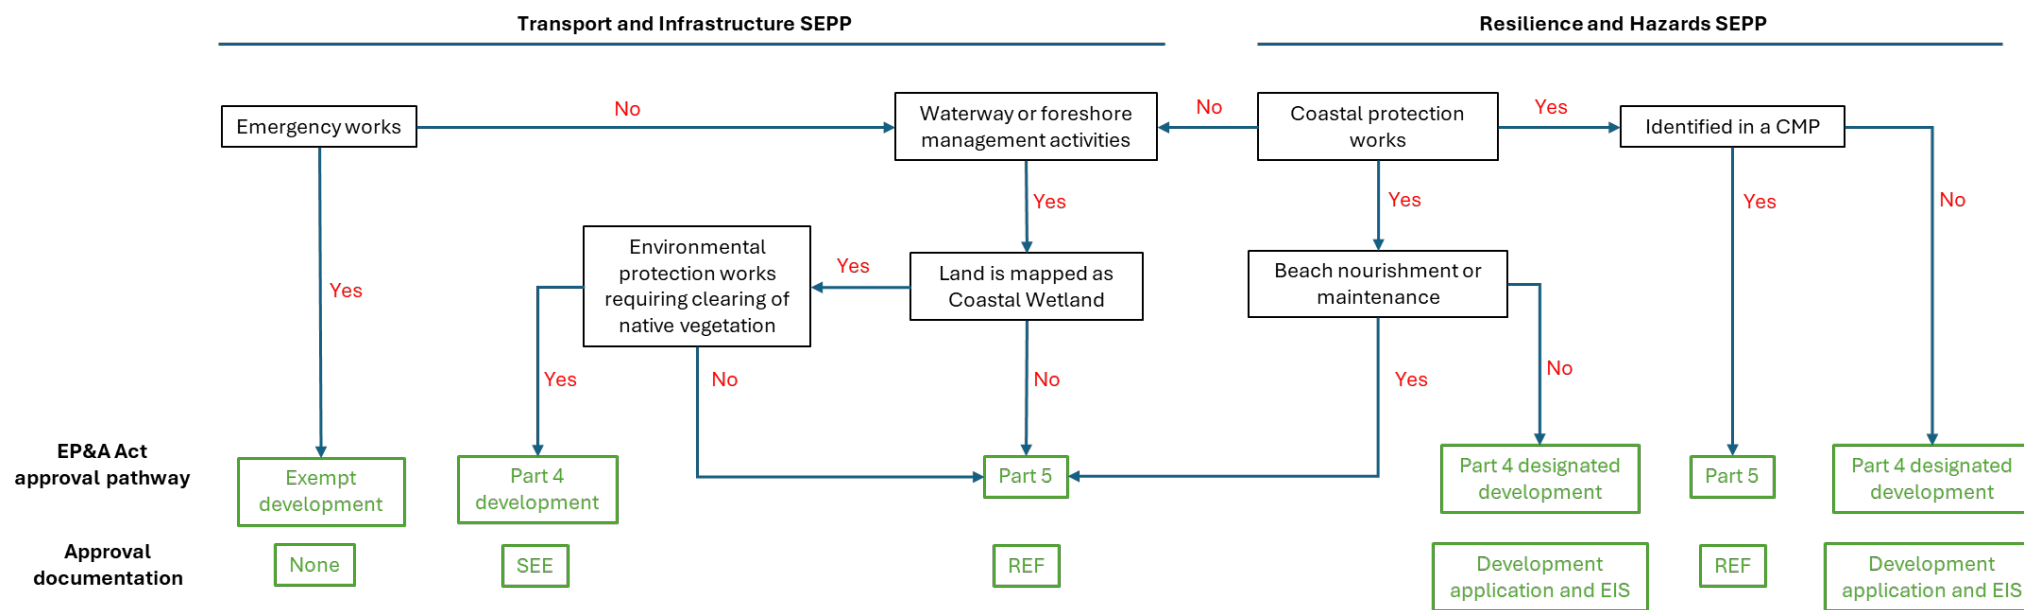 Transport and Infrastructure SEPP
Resilience and Hazards SEPP
Emergency works
No
Waterway or foreshore
management activities
No
Coastal protection
works
Yes
Identified in a CMP
Yes
Yes
Yes
Yes
No
Environmental
protection works
requiring clearing of
native vegetation
Yes
Land is mapped as
Coastal Wetland
Beach nourishment or
maintenance
Yes
No
No
Yes
No
EP&A Act
approval pathway
Exempt
development
Part 4
development
Part 5
Part 4 designated
development
Part 5
Part 4 designated
development
Approval
documentation
None
SEE
REF
Development
application and EIS
REF
Development
application and EIS